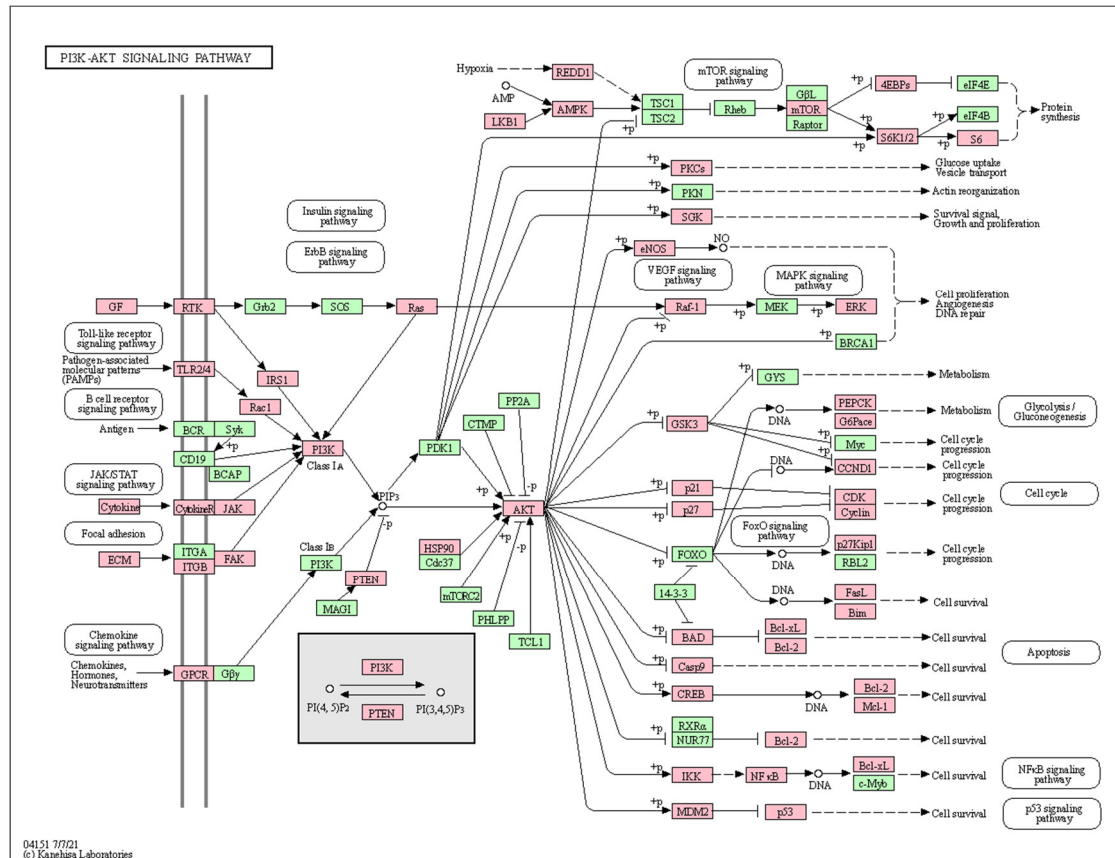 PI3K-AKT SIGNALING PATHWAY
Hypoxia
REDD1
mTOR signaling
pathway
AMP
LKB1
AMPK
TSC1
TSC2
+p
Rheb
GβL
mTOR
Raptor
+p
4EBPs
eIF4E
+p
+p
S6K1/2
+p
+p
eIF4B
S6
Protein
synthesis
+p
PKCs
Glucose uptake
Vesicle transport
+p
PKN
Actin reorganization
+p
SGK
Survival signal,
Growth and proliferation
Insulin signaling
pathway
ErbB signaling
pathway
+p
eNOS
NO
VEGF signaling
pathway
MAPK signaling
pathway
GF
RTK
Grb2
SOS
Ras
Raf-1
+p
+p
MEK
+p
ERK
Cell proliferation
Angiogenesis
DNA repair
+p
BRCA1
Toll-like receptor
signaling pathway
Pathogen-associated
molecular patterns
(PAMPs)
TLR2/4
IRS1
Rac1
B cell receptor
signaling pathway
Antigen
BCR
Syk
+p
CD19
BCAP
PI3K
Class IA
PDK1
CTMP
PP2A
+p
-p
JAK/STAT
signaling pathway
Cytokine
CytokineR
JAK
PIP3
-p
AKT
Focal adhesion
ECM
ITGA
ITGB
FAK
Class IB
PI3K
PTEN
MAGI
HSP90
Cdc37
+p
-p
mTORC2
PHLPP
TCL1
Chemokine
signaling pathway
Chemokines,
Hormones,
Neurotransmitters
GPCR
Gβγ
PI3K
PI(4, 5)P2
PI(3,4,5)P3
PTEN
+p
GYS
Metabolism
+p
GSK3
DNA
PEPCK
G6Pace
Metabolism
Glycolysis /
Gluconeogenesis
+p
Myc
Cell cycle
progression
DNA
+p
CCND1
Cell cycle
progression
+p
p21
+p
p27
CDK
Cyclin
Cell cycle
progression
Cell cycle
FoxO signaling
pathway
+p
FOXO
DNA
p27Kip1
RBL2
Cell cycle
progression
14-3-3
DNA
FasL
Bim
Cell survival
+p
BAD
Bcl-xL
Bcl-2
Cell survival
Apoptosis
+p
Casp9
Cell survival
+p
CREB
DNA
Bcl-2
Mcl-1
Cell survival
+p
RXRα
NUR77
Bcl-2
Cell survival
+p
IKK
NFκB
DNA
Bcl-xL
c-Myb
Cell survival
NFκB signaling
pathway
+p
MDM2
p53
Cell survival
p53 signaling
pathway
04151 7/7/21
(c) Kanehisa Laboratories